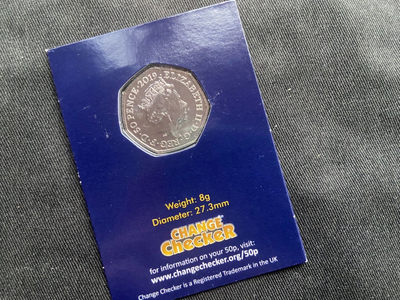 ELIZABETH II·D·G·REG·F·D·50 PENCE·2019
Weight: 8g
Diameter: 27.3mm
CHANGE
CHECKER
for information on your 50p, visit:
www.changechecker.org/50p
Change Checker is a Registered Trademark in the UK